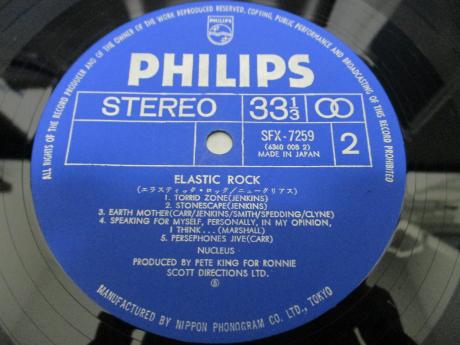 ALL RIGHTS OF THE RECORD PRODUCER AND OF THE OWNER OF THE WORK REPRODUCED RESERVED, COPYING, PUBLIC PERFORMANCE AND BROADCASTING OF THIS RECORD PROHIBITED
PHILIPS
PHILIPS
STEREO 33⅓ 2
SFX-7259
(6360 008 2)
MADE IN JAPAN
ELASTIC ROCK
(エラスティック・ロック/ニュークリアス)
1. TORRID ZONE(JENKINS)
2. STONESCAPE(JENKINS)
3. EARTH MOTHER(CARR/JENKINS/SMITH/SPEDDING/CLYNE)
4. SPEAKING FOR MYSELF, PERSONALLY, IN MY OPINION,
I THINK... (MARSHALL)
5. PERSEPHONES JIVE(CARR)
NUCLEUS
PRODUCED BY PETE KING FOR RONNIE
SCOTT DIRECTIONS LTD.
MANUFACTURED BY NIPPON PHONOGRAM CO. LTD., TOKYO